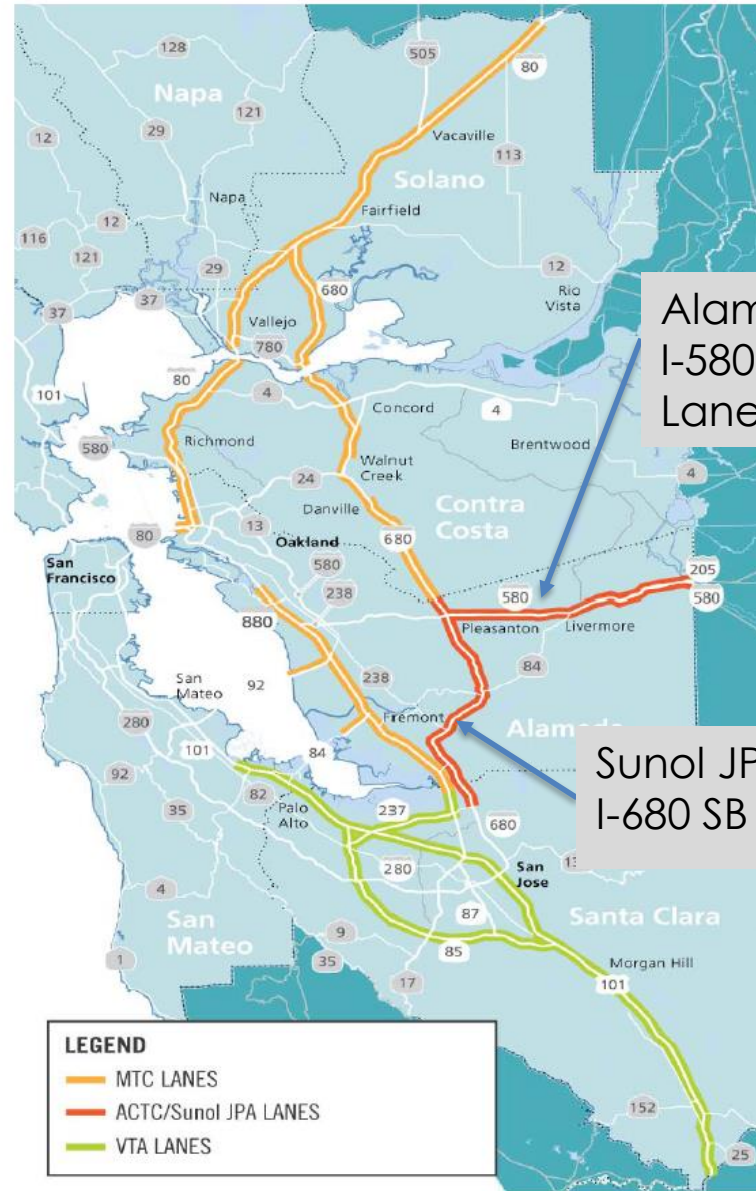 128
505
80
Napa
121
29
Vacaville
12
113
Solano
Napa
Fairfield
12
116
121
29
680
12
Rio
Vista
37
37
Vallejo
780
101
80
4
Concord
4
Richmond
Brentwood
580
Walnut
Creek
24
4
Danville
Contra
Costa
13
80
Oakland
680
San
Francisco
580
238
205
580
580
880
Pleasanton
Livermore
San
Mateo
92
238
84
Fremont
280
101
84
92
82
Palo
Alto
237
680
35
280
San
Jose
4
87
San
Mateo
Santa Clara
9
85
1
35
17
Morgan Hill
101
152
25
I-580
Sunol
I-680 SB
LEGEND
MTC LANES
ACTC/Sunol JPA LANES
VTA LANES